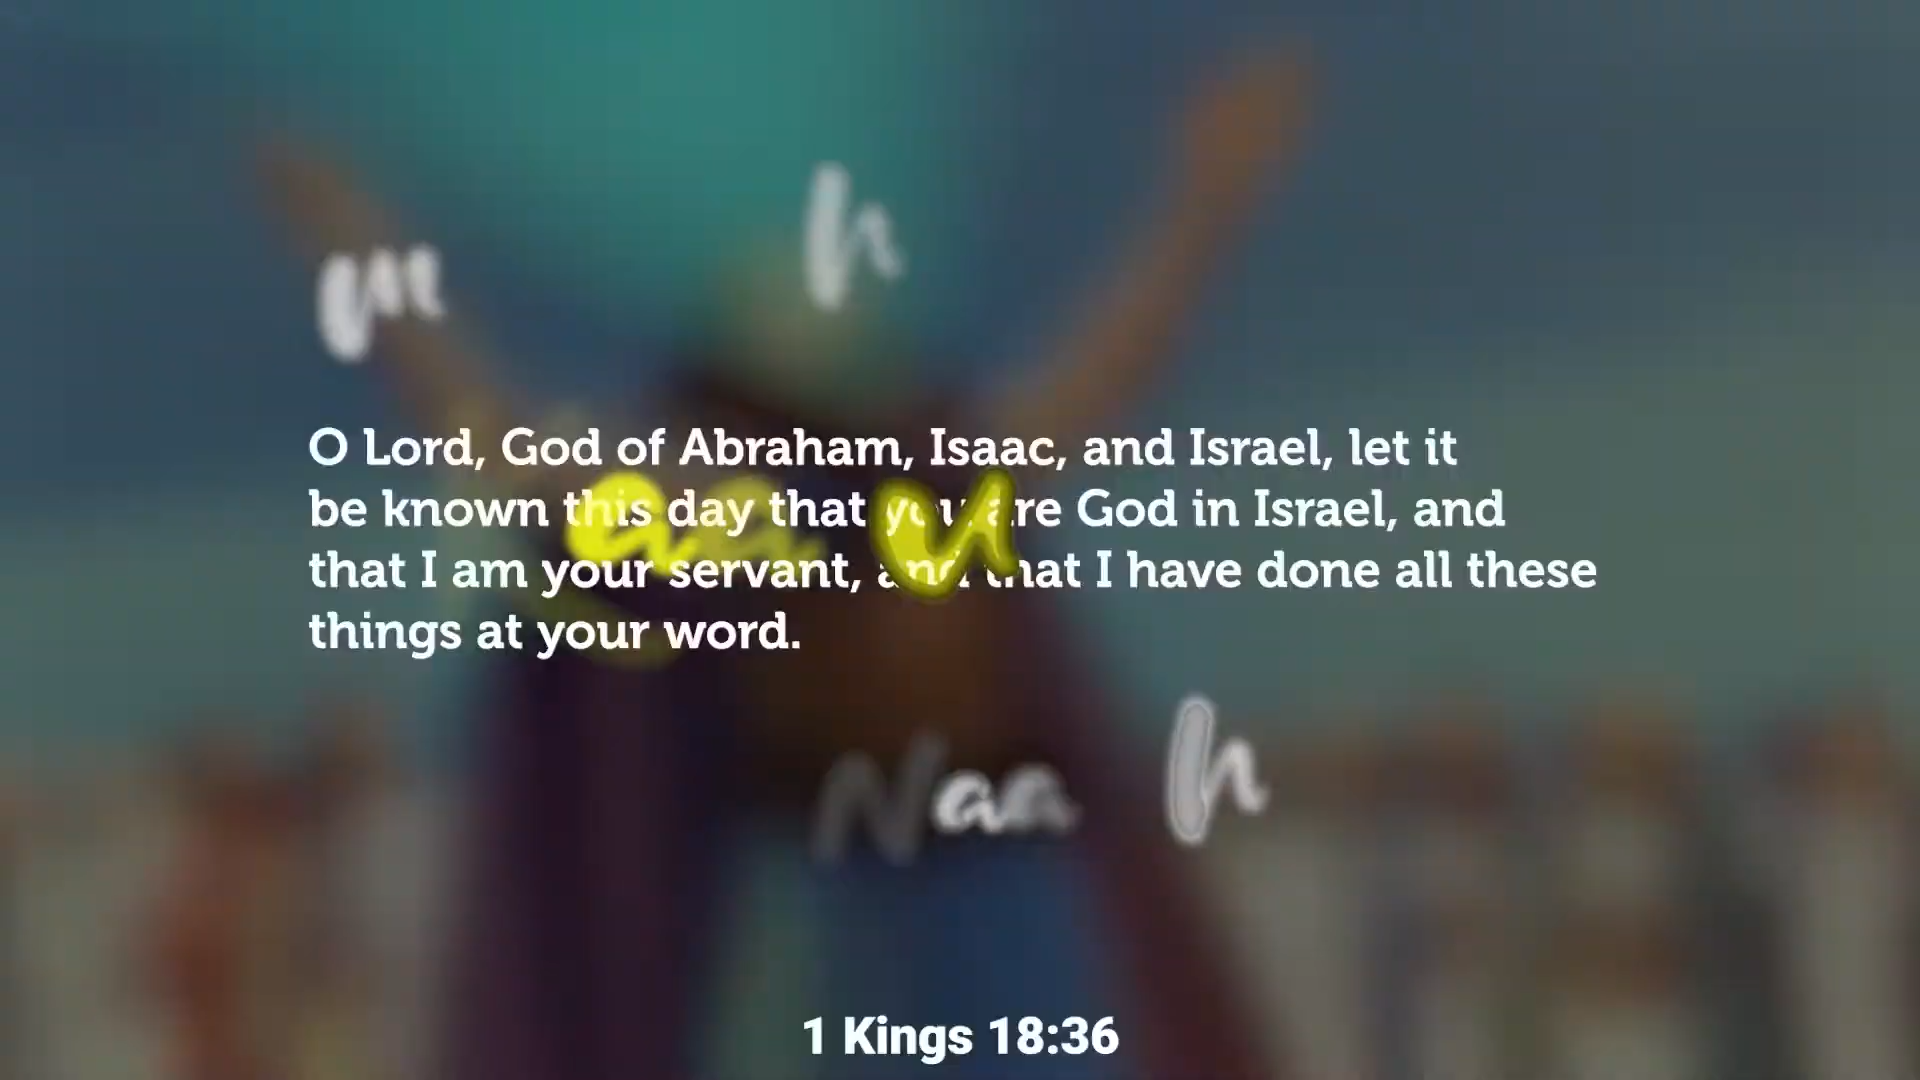 m
h
O Lord, God of Abraham, Isaac, and Israel, let it
be known this day that you are God in Israel, and
that I am your servant, and that I have done all these
things at your word.
Naa h
1 Kings 18:36